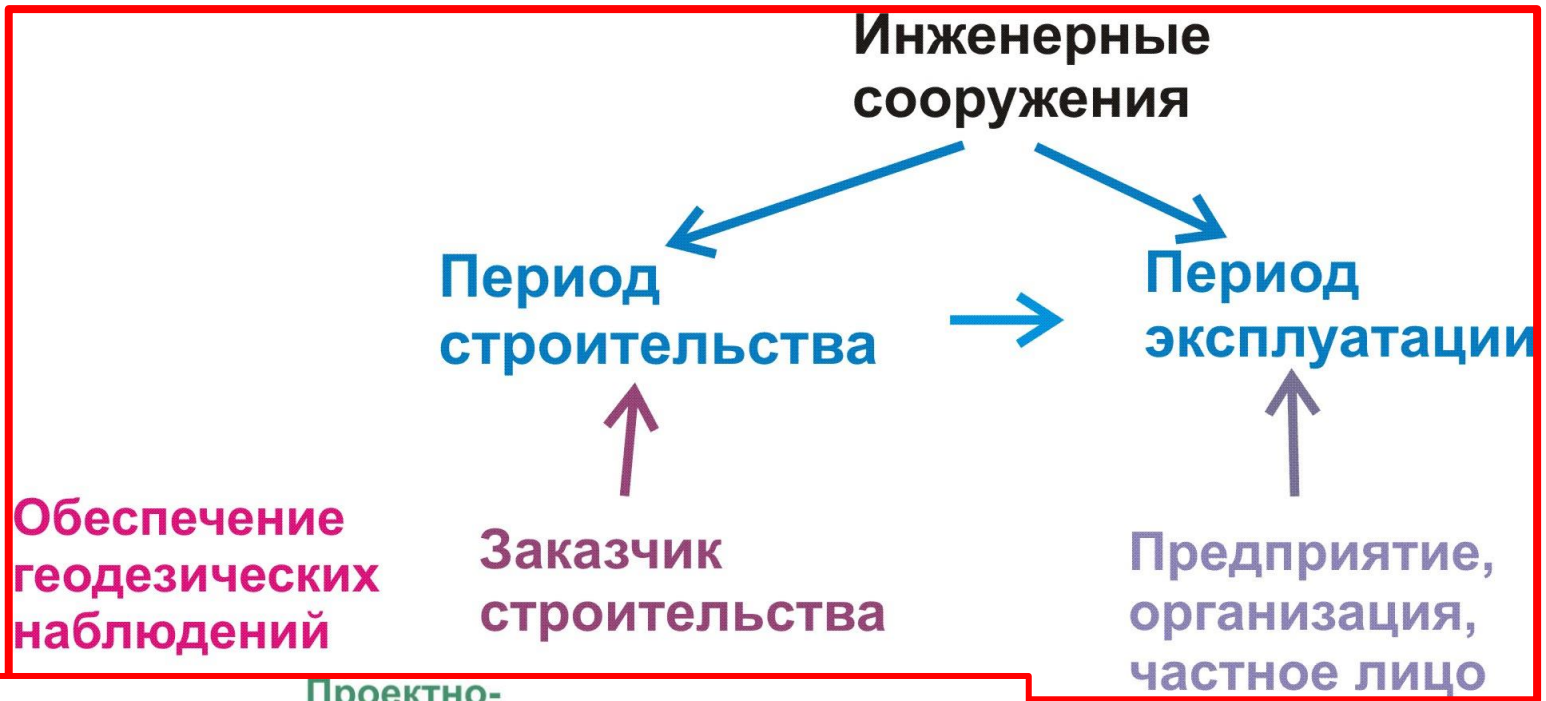 Инженерные
сооружения
Период
строительства
Период
эксплуатации
Обеспечение
геодезических
наблюдений
Заказчик
строительства
Предприятие,
организация,
частное лицо
Проектно-